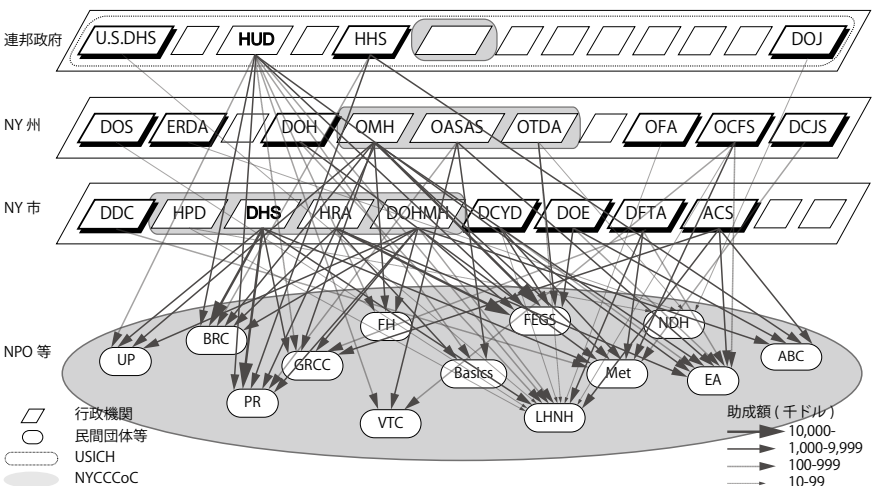 連邦政府
U.S.DHS HUD HHS DOJ
NY 州
DOS ERDA DOH OMH OASAS OTDA OFA OCFS DCJS
NY 市
DDC HPD DHS HRA DOHMH DCYD DOE DFTA ACS
NPO 等
UP BRC GRCC PR FH VTC Basics FEGS LHNH Met NDH EA ABC
行政機関
民間団体等
USICH
NYCCCoC
助成額 ( 千ドル )
10,000-
1,000-9,999
100-999
10-99